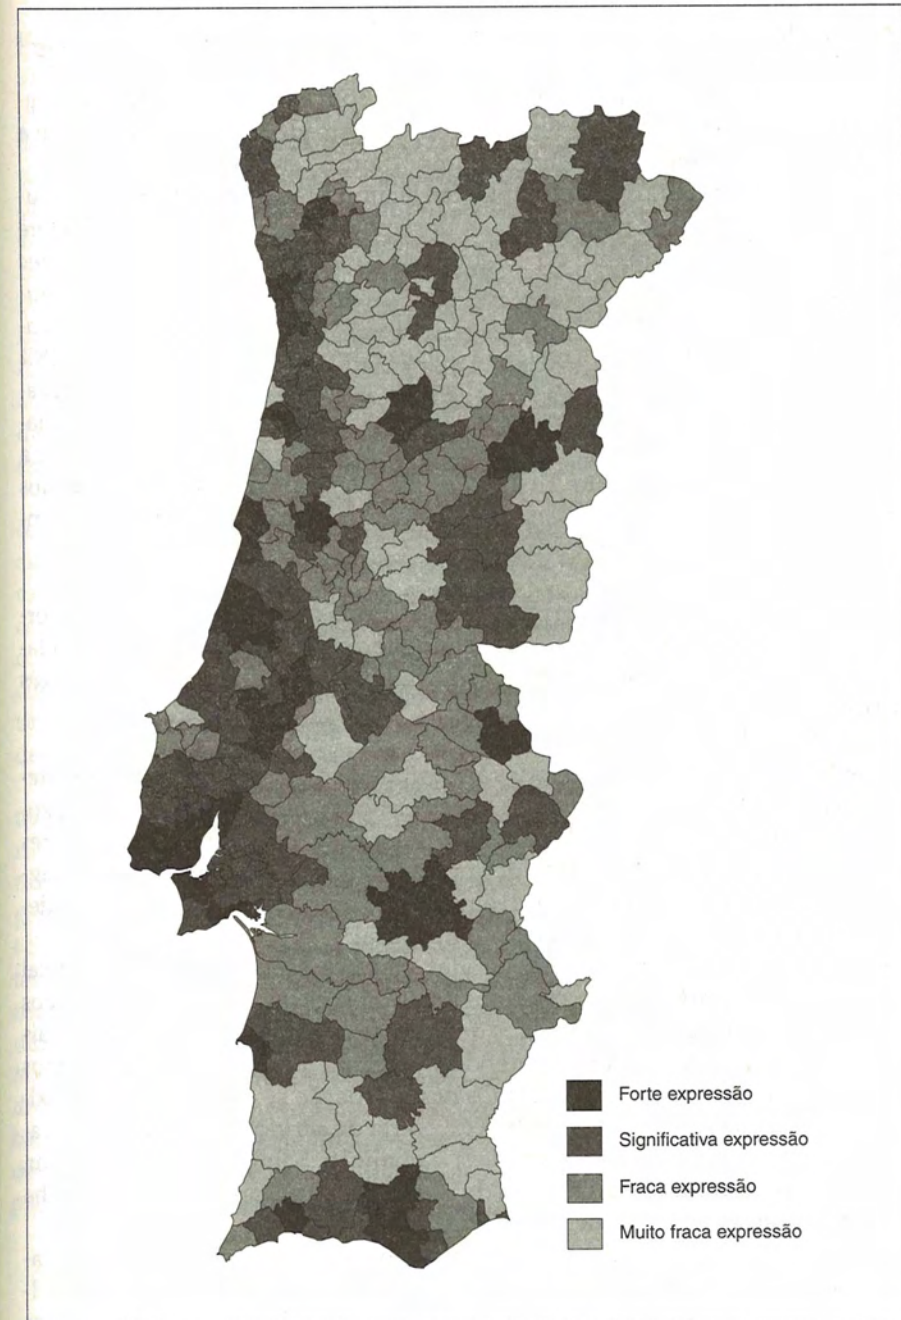 Forte expressão
Significativa expressão
Fraca expressão
Muito fraca expressão